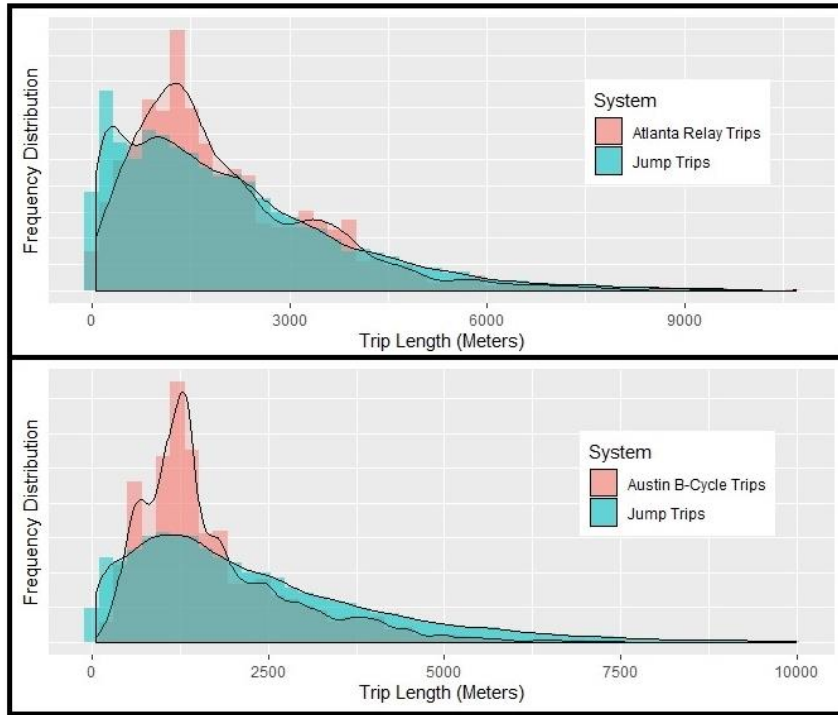 Frequency Distribution
System
Atlanta Relay Trips
Jump Trips
0 3000 6000 9000
Trip Length (Meters)
Frequency Distribution
System
Austin B-Cycle Trips
Jump Trips
0 2500 5000 7500 10000
Trip Length (Meters)